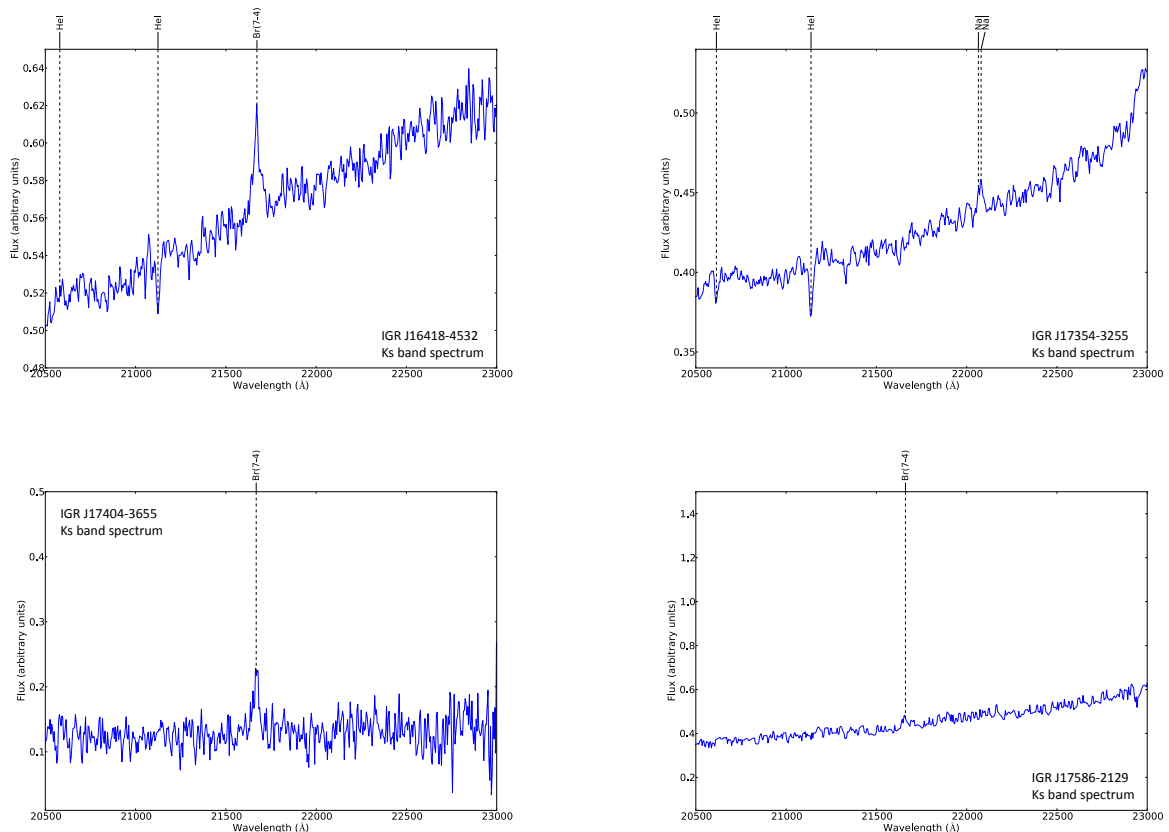 HeI
HeI
Br(7-4)
Flux (arbitrary units)
0.64
0.62
0.60
0.58
0.56
0.54
0.52
0.50
0.48
IGR J16418-4532
Ks band spectrum
20500 21000 21500 22000 22500 23000
Wavelength (Å)
HeI
HeI
NaI
NaI
Flux (arbitrary units)
0.50
0.45
0.40
0.35
IGR J17354-3255
Ks band spectrum
20500 21000 21500 22000 22500 23000
Wavelength (Å)
Br(7-4)
Flux (arbitrary units)
0.5
0.4
0.3
0.2
0.1
IGR J17404-3655
Ks band spectrum
20500 21000 21500 22000 22500 23000
Wavelength (Å)
Br(7-4)
Flux (arbitrary units)
1.4
1.2
1.0
0.8
0.6
0.4
0.2
IGR J17586-2129
Ks band spectrum
20500 21000 21500 22000 22500 23000
Wavelength (Å)